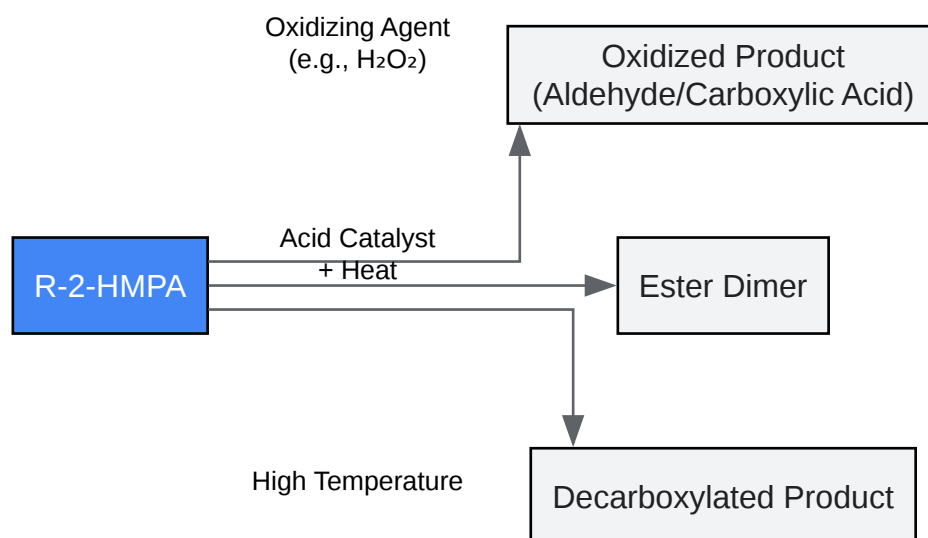 Oxidizing Agent
(e.g., H₂O₂)
Oxidized Product
(Aldehyde/Carboxylic Acid)
Acid Catalyst
+ Heat
R-2-HMPA
Ester Dimer
High Temperature
Decarboxylated Product